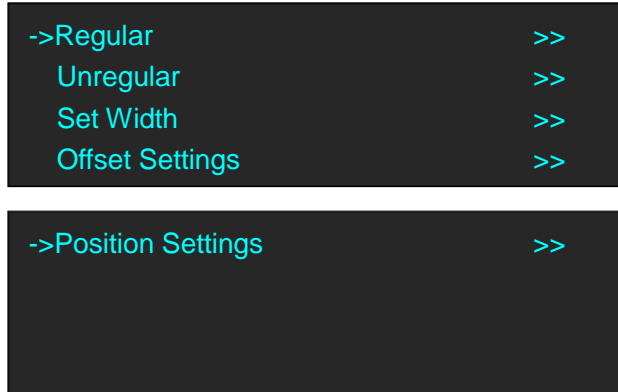 ->Regular >>
Unregular >>
Set Width >>
Offset Settings >>
->Position Settings >>